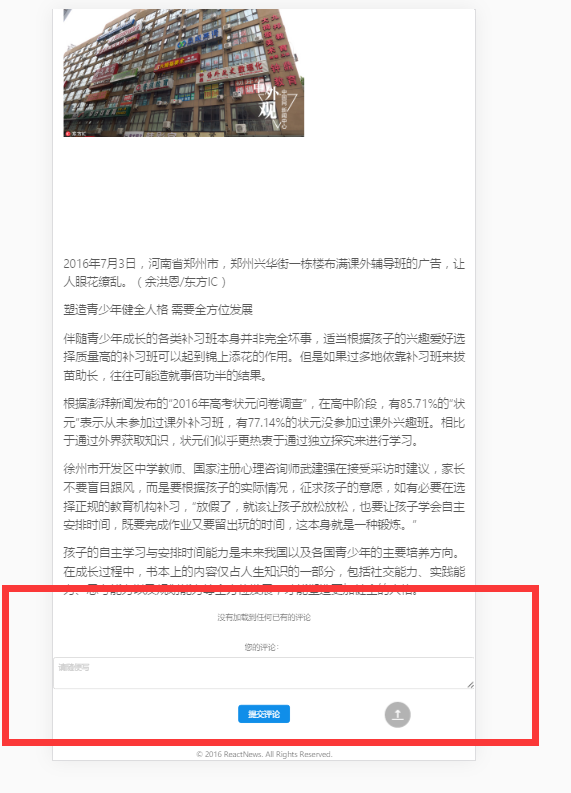 外观
东方IC
2016年7月3日，河南省郑州市，郑州兴华街一栋楼布满课外辅导班的广告，让
人眼花缭乱。（余洪恩/东方IC）
塑造青少年健全人格 需要全方位发展
伴随青少年成长的各类补习班本身并非完全坏事，适当根据孩子的兴趣爱好选
择质量高的补习班可以起到锦上添花的作用。但是如果过多地依靠补习班来拔
苗助长，往往可能造就事倍功半的结果。
根据澎湃新闻发布的“2016年高考状元问卷调查”，在高中阶段，有85.71%的“状
元”表示从未参加过课外补习班，有77.14%的状元没参加过课外兴趣班。相比
于通过外界获取知识，状元们似乎更热衷于通过独立探究来进行学习。
徐州市开发区中学教师、国家注册心理咨询师武建强在接受采访时建议，家长
不要盲目跟风，而是要根据孩子的实际情况，征求孩子的意愿，如有必要在选
择正规的教育机构补习，“放假了，就该让孩子放松放松，也要让孩子学会自主
安排时间，既要完成作业又要留出玩的时间，这本身就是一种锻炼。”
孩子的自主学习与安排时间能力是未来我国以及各国青少年的主要培养方向。
在成长过程中，书本上的内容仅占人生知识的一部分，包括社交能力、实践能
没有加载到任何已有的评论
您的评论：
请随便写
提交评论
© 2016 ReactNews. All Rights Reserved.